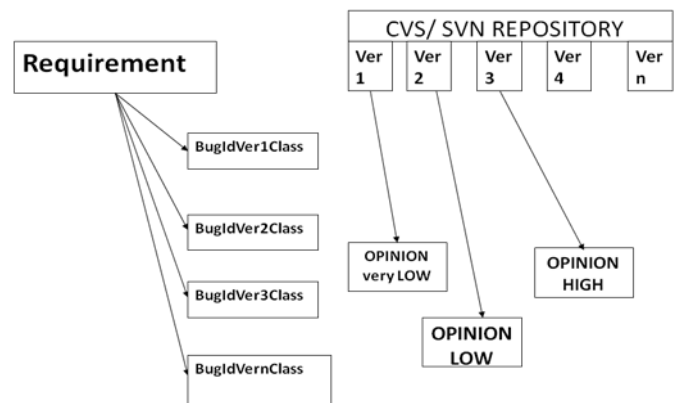 Requirement
BugIdVer1Class
BugIdVer2Class
BugIdVer3Class
BugIdVernClass
CVS/ SVN REPOSITORY
Ver
1
Ver
2
Ver
3
Ver
4
Ver
n
OPINION
very LOW
OPINION
LOW
OPINION
HIGH